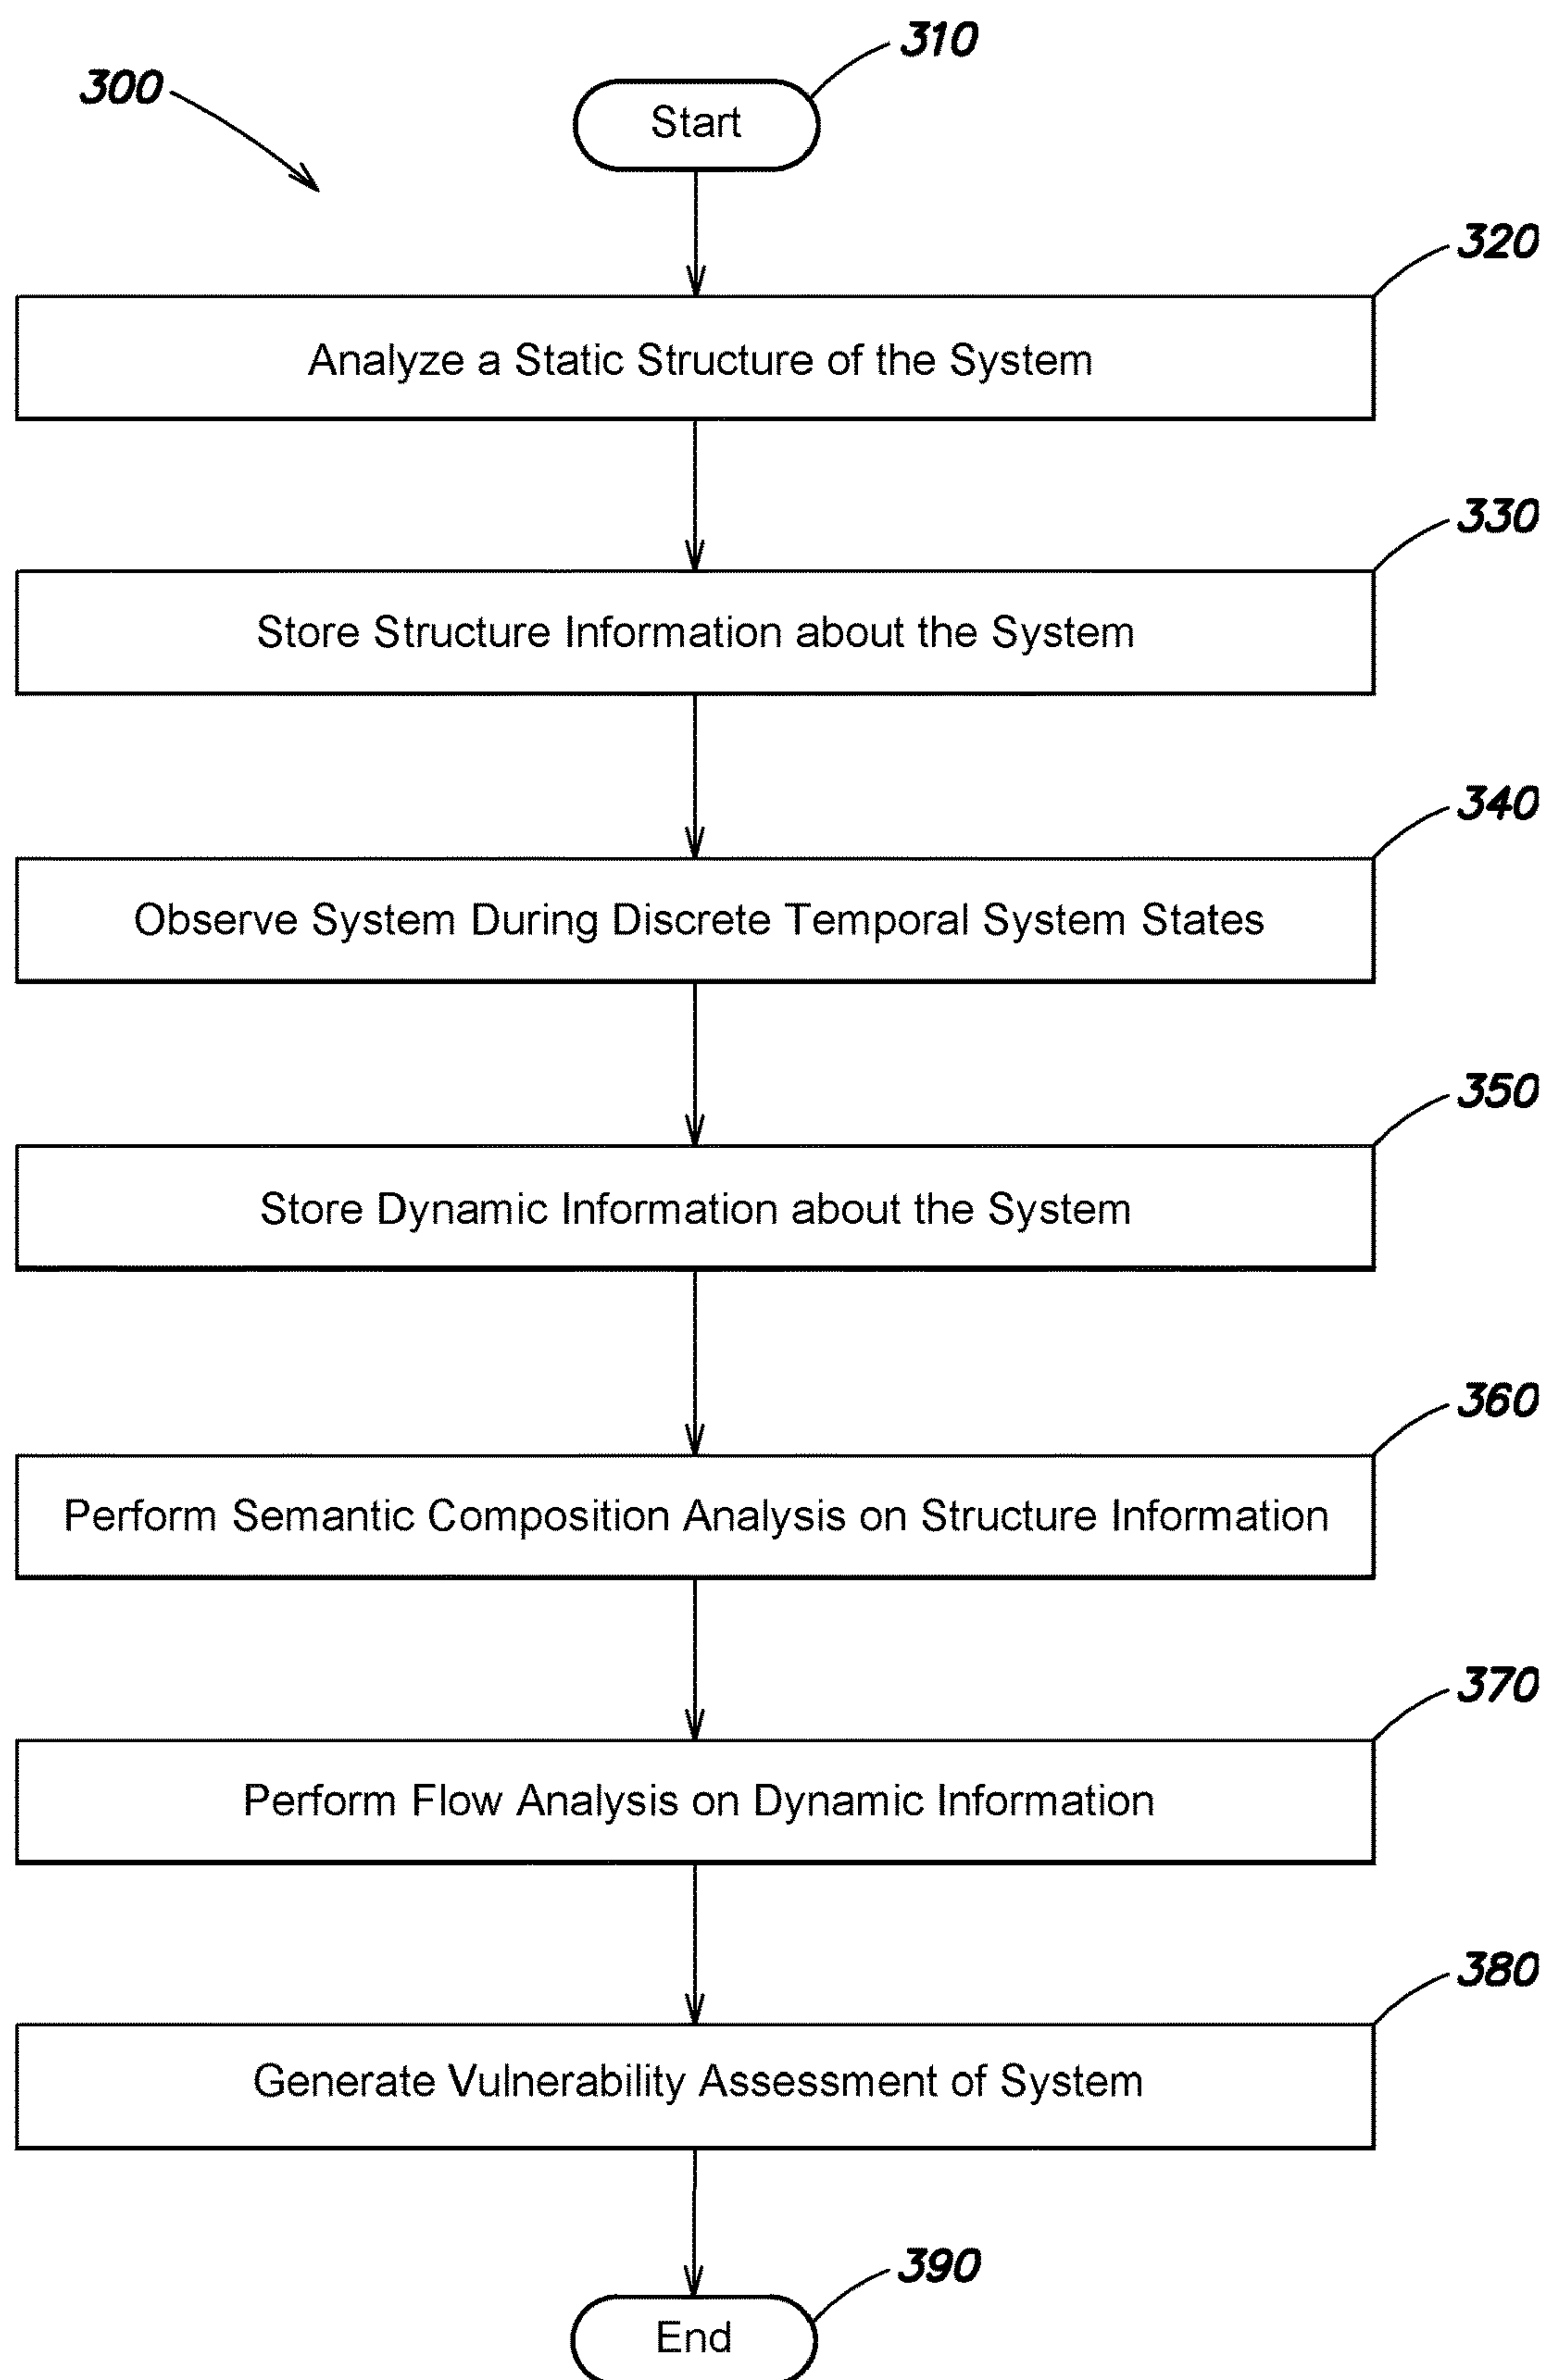 310
300
Start
320
Analyze a Static Structure of the System
330
Store Structure Information about the System
340
Observe System During Discrete Temporal System States
350
Store Dynamic Information about the System
360
Perform Semantic Composition Analysis on Structure Information
370
Perform Flow Analysis on Dynamic Information
380
Generate Vulnerability Assessment of System
390
End